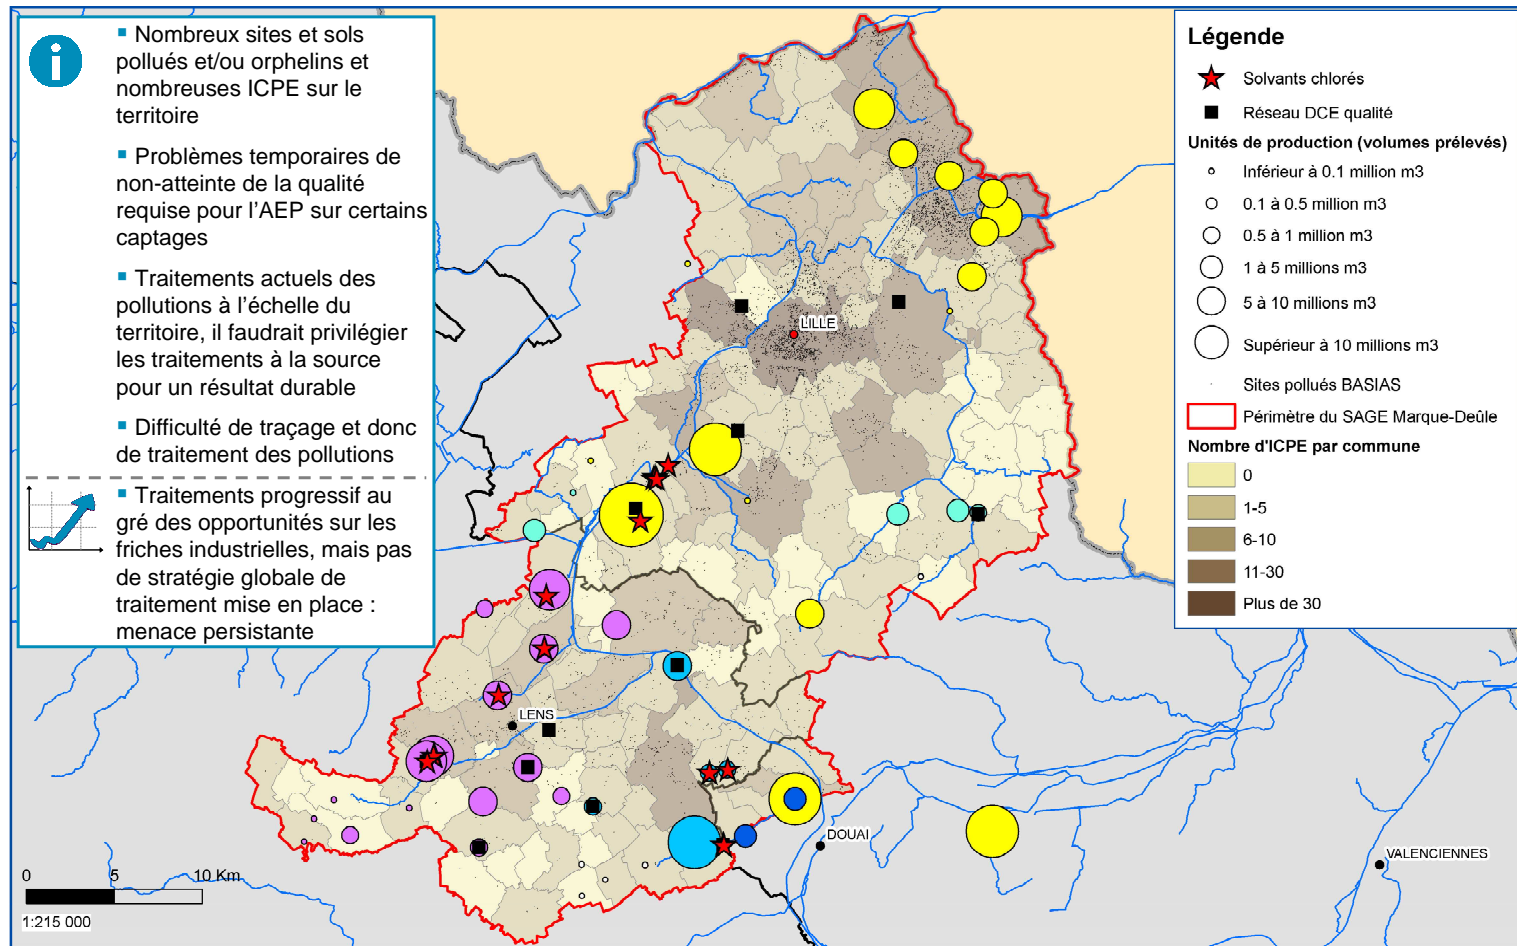 ▪ Nombreux sites et sols
pollués et/ou orphelins et
nombreuses ICPE sur le
territoire
▪ Problèmes temporaires de
non-atteinte de la qualité
requise pour l'AEP sur certains
captages
▪ Traitements actuels des
pollutions à l'échelle du
territoire, il faudrait privilégier
les traitements à la source
pour un résultat durable
▪ Difficulté de traçage et donc
de traitement des pollutions
▪ Traitements progressif au
gré des opportunités sur les
friches industrielles, mais pas
de stratégie globale de
traitement mise en place :
menace persistante
Légende
Solvants chlorés
Réseau DCE qualité
Unités de production (volumes prélevés)
Inférieur à 0.1 million m3
0.1 à 0.5 million m3
0.5 à 1 million m3
1 à 5 millions m3
5 à 10 millions m3
Supérieur à 10 millions m3
Sites pollués BASIAS
Périmètre du SAGE Marque-Deûle
Nombre d'ICPE par commune
0
1-5
6-10
11-30
Plus de 30
LILLE
LENS
DOUAI
VALENCIENNES
0 5 10 Km
1:215 000